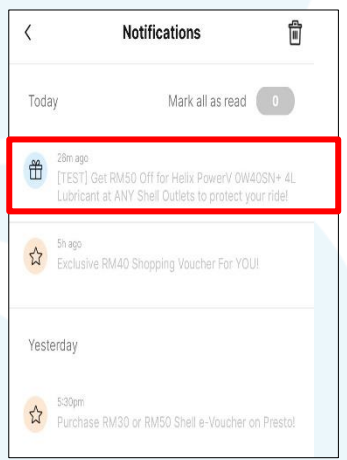 Notifications
Today Mark all as read 0
28m ago
[TEST] Get RM50 Off for Helix PowerV 0W40SN+ 4L
Lubricant at ANY Shell Outlets to protect your ride!
5h ago
Exclusive RM40 Shopping Voucher For YOU!
Yesterday
5:30pm
Purchase RM30 or RM50 Shell e-Voucher on Presto!